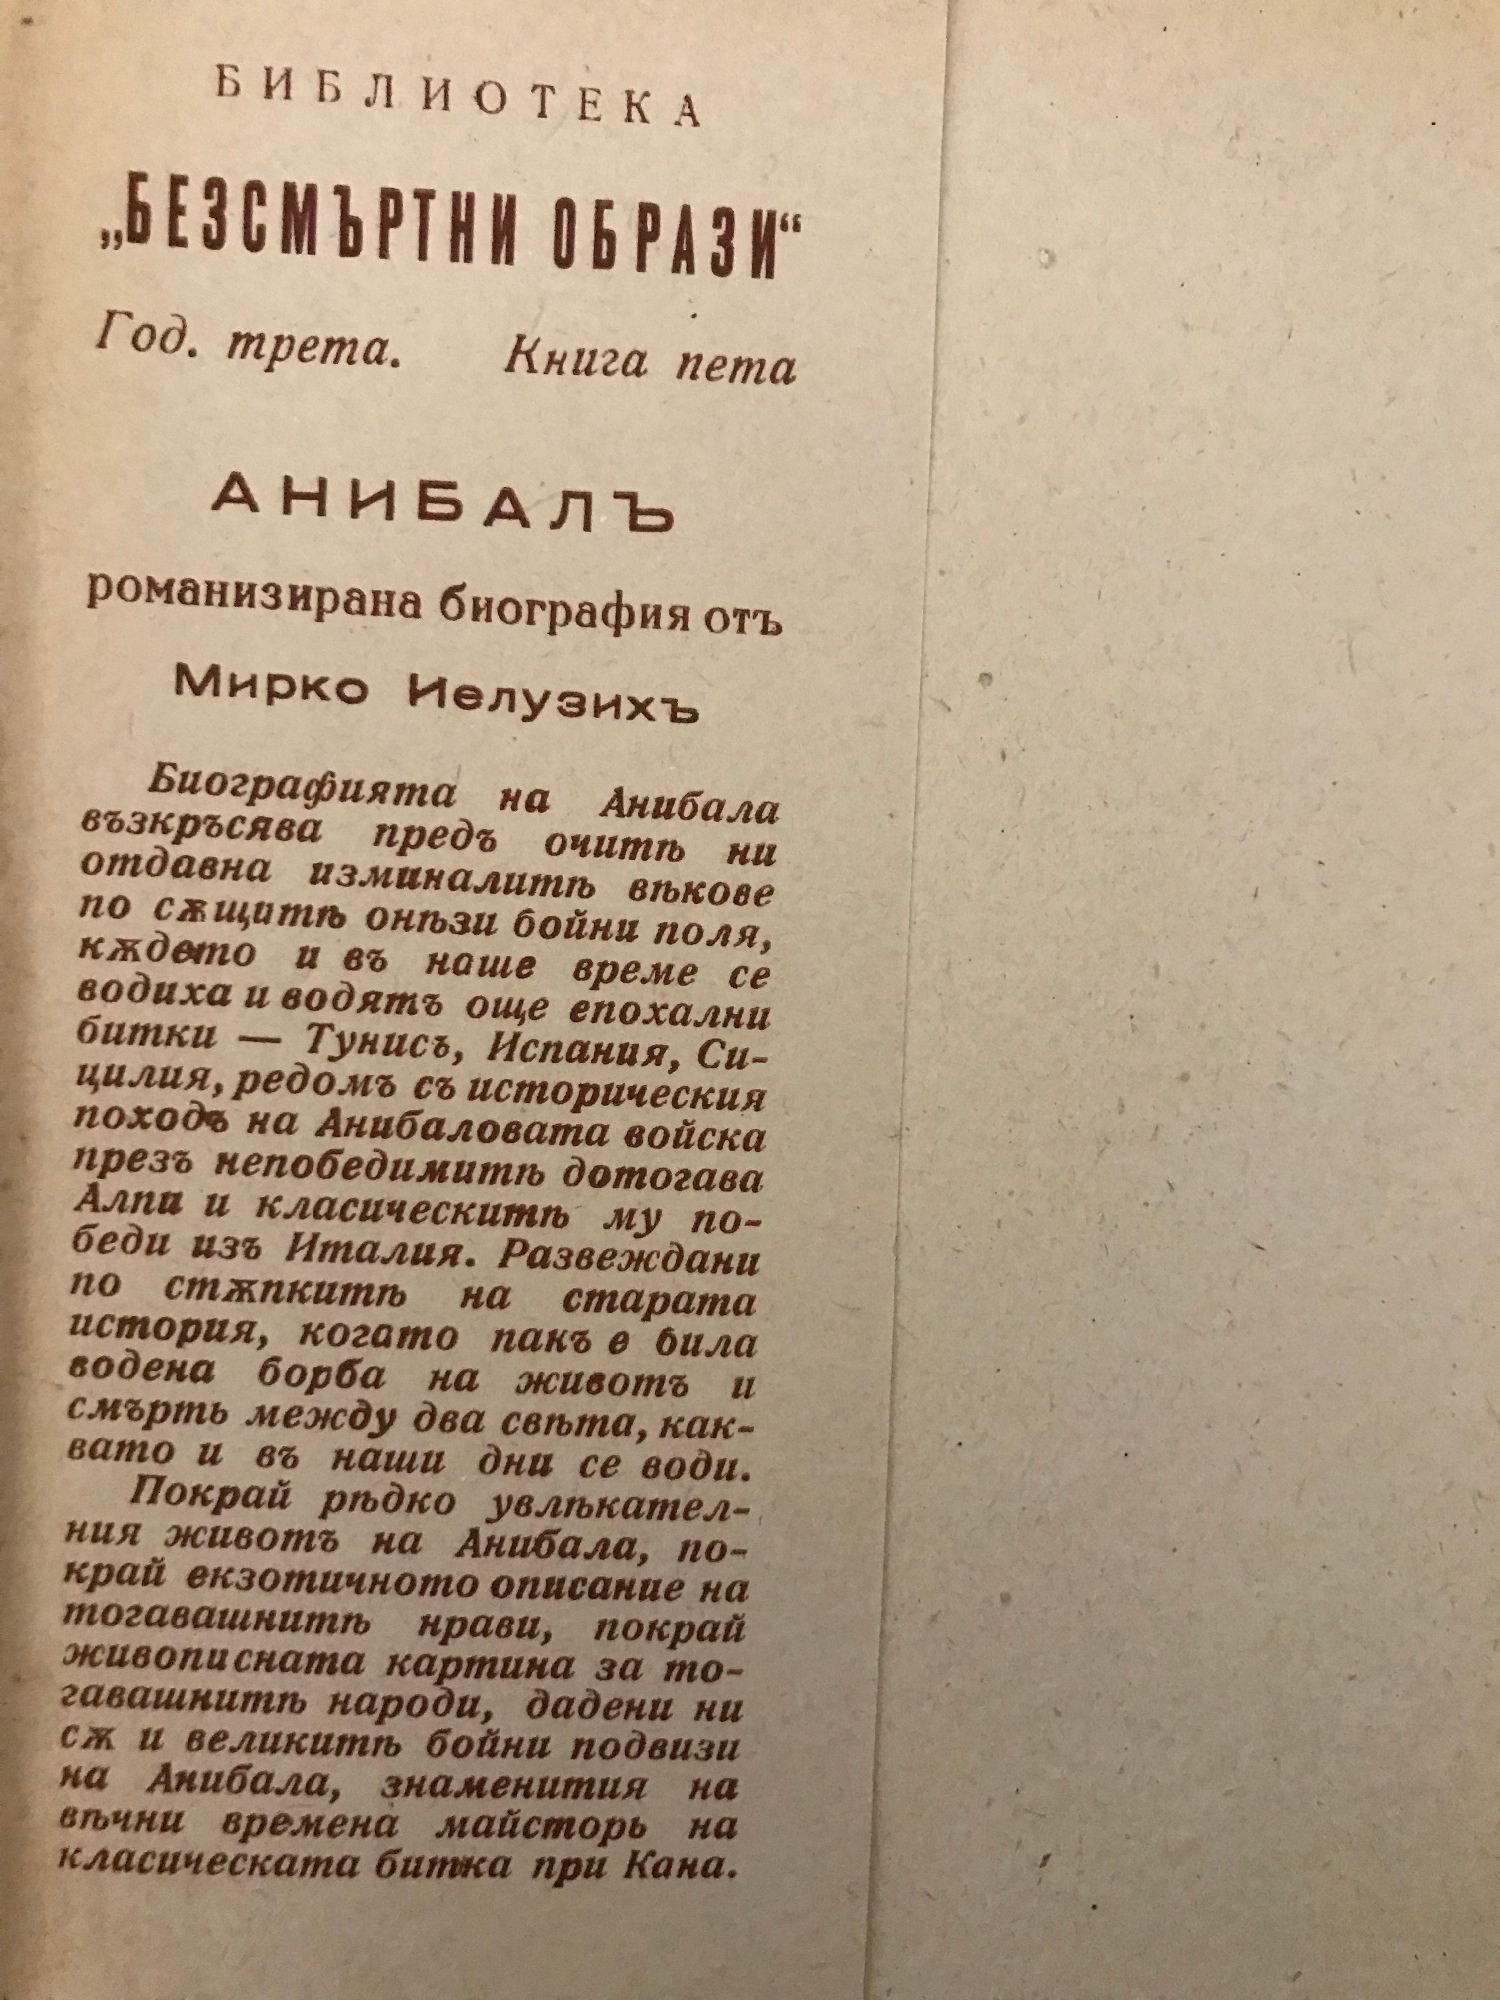 БИБЛИОТЕКА
„БЕЗСМЪРТНИ ОБРАЗИ“
Год. трета. Книга пета
АНИБАЛЪ
романизирана биография отъ
Мирко Иелузихъ
Биографията на Анибала
възкръсява предъ очитѣ ни
отдавна изминалитѣ вѣкове
по сѫщитѣ онѣзи бойни поля,
кѫдето и въ наше време се
водиха и водятъ още епохални
битки — Тунисъ, Испания, Си-
цилия, редомъ съ историческия
походъ на Анибаловата войска
презъ непобедимитѣ дотогава
Алпи и класическитѣ му по-
беди изъ Италия. Развеждани
по стѫпкитѣ на старата
история, когато пакъ е била
водена борба на животъ и
смърть между два свѣта, как-
вато и въ наши дни се води.
Покрай рѣдко увлѣкател-
ния животъ на Анибала, по-
край екзотичното описание на
тогавашнитѣ нрави, покрай
живописната картина за то-
гавашнитѣ народи, дадени ни
сѫ и великитѣ бойни подвизи
на Анибала, знаменития на
вѣчни времена майсторь на
класическата битка при Кана.